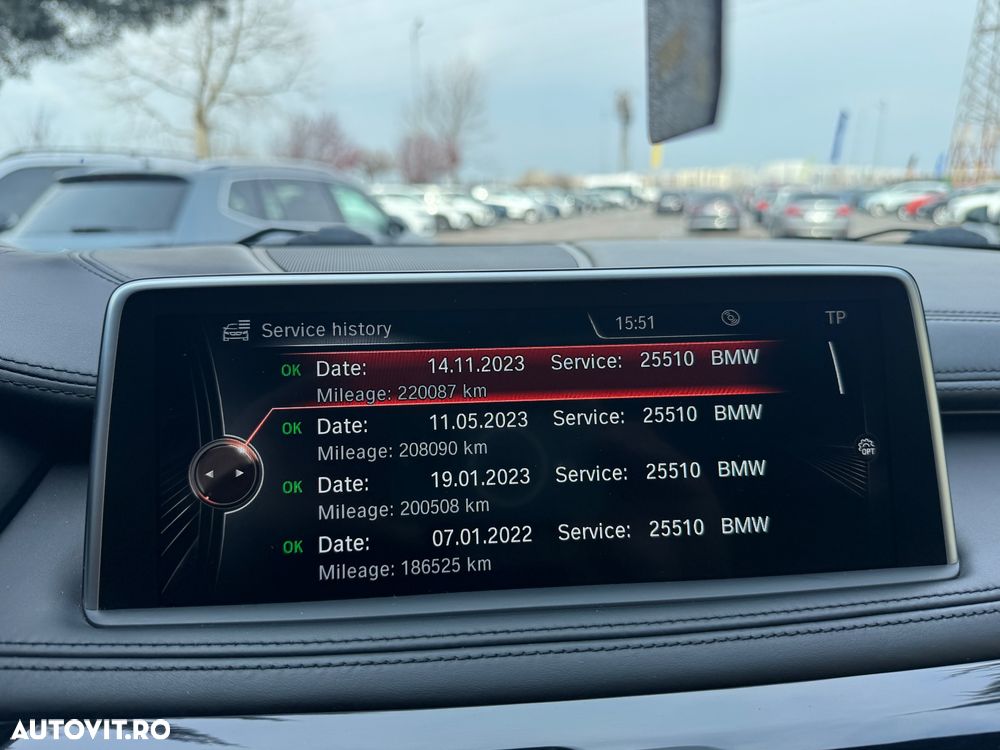 Service history 15:51 TP
OK Date: 14.11.2023 Service: 25510 BMW
Mileage: 220087 km
OK Date: 11.05.2023 Service: 25510 BMW
Mileage: 208090 km
OPT
OK Date: 19.01.2023 Service: 25510 BMW
Mileage: 200508 km
OK Date: 07.01.2022 Service: 25510 BMW
Mileage: 186525 km
AUTOVIT.RO